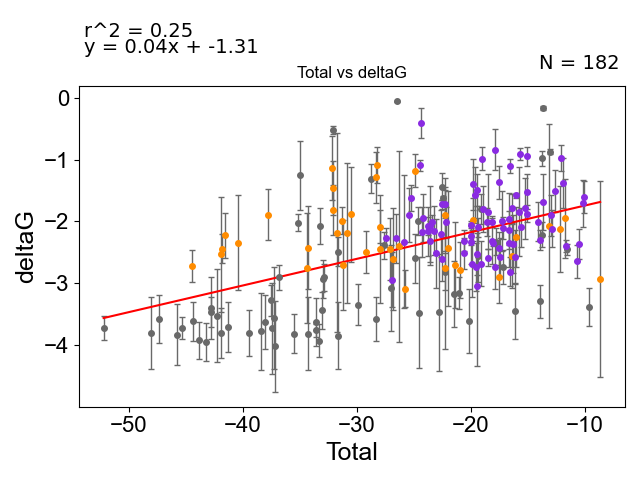 r^2 = 0.25
y = 0.04x + -1.31
N = 182
Total vs deltaG
0
−1
−2
−3
−4
deltaG
−50
−40
−30
−20
−10
Total